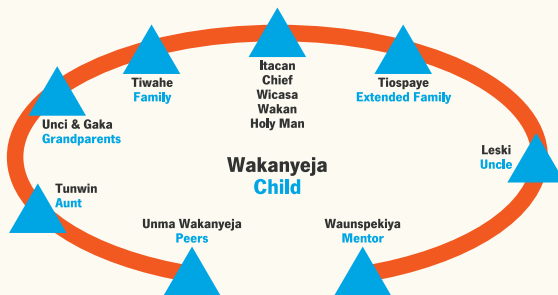 Itacan
Chief
Wicasa
Wakan
Holy Man
Tiwahe
Family
Tiospaye
Extended Family
Unci & Gaka
Grandparents
Leski
Uncle
Wakanyeja
Child
Tunwin
Aunt
Unma Wakanyeja
Peers
Waunspekiya
Mentor